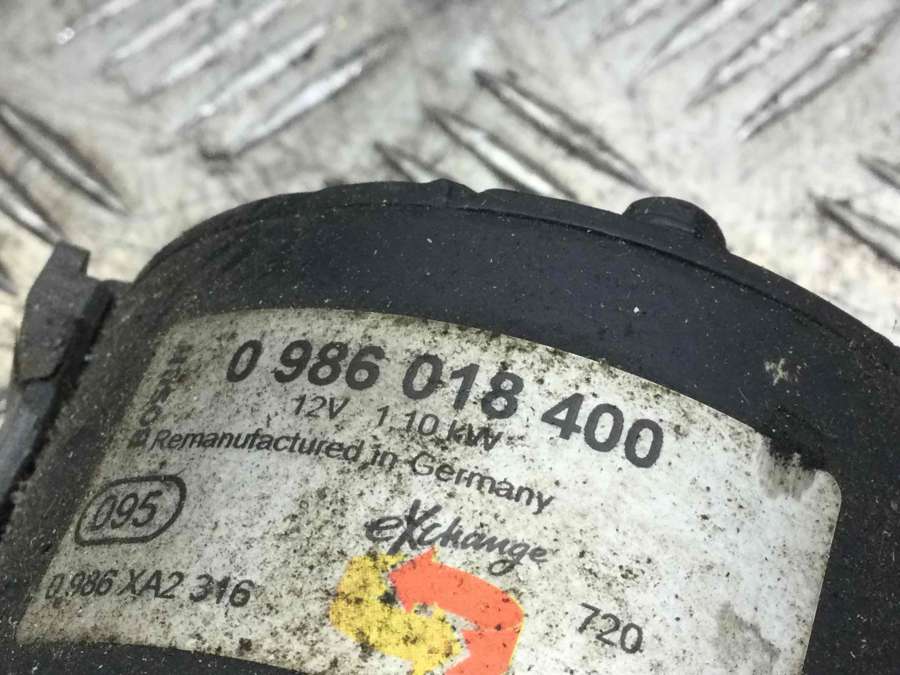 0 986 018 400
12V 1,10 kW
Remanufactured in Germany
095
exchange
0 986 XA2 316
720